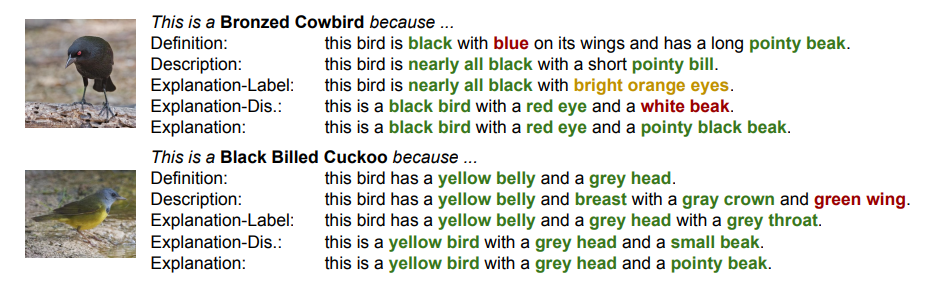 This is a Bronzed Cowbird because ...
Definition: this bird is black with blue on its wings and has a long pointy beak.
Description: this bird is nearly all black with a short pointy bill.
Explanation-Label: this bird is nearly all black with bright orange eyes.
Explanation-Dis.: this is a black bird with a red eye and a white beak.
Explanation: this is a black bird with a red eye and a pointy black beak.
This is a Black Billed Cuckoo because ...
Definition: this bird has a yellow belly and a grey head.
Description: this bird has a yellow belly and breast with a gray crown and green wing.
Explanation-Label: this bird has a yellow belly and a grey head with a grey throat.
Explanation-Dis.: this is a yellow bird with a grey head and a small beak.
Explanation: this is a yellow bird with a grey head and a pointy beak.